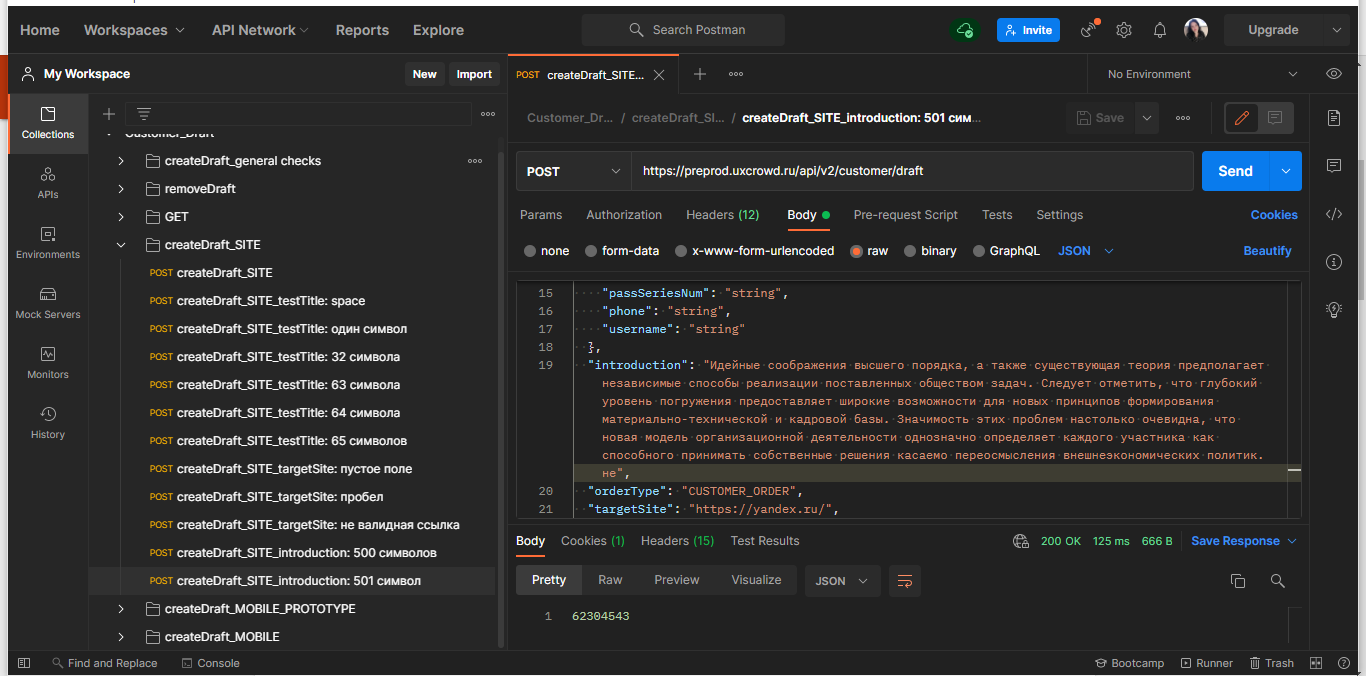 Home Workspaces API Network Reports Explore Search Postman Invite Upgrade
My Workspace New Import
POST createDraft_SITE... No Environment
Collections
APIs
Environments
Mock Servers
Monitors
History
Customer_Draft
createDraft_general checks
removeDraft
GET
createDraft_SITE
POST createDraft_SITE
POST createDraft_SITE_testTitle: space
POST createDraft_SITE_testTitle: один символ
POST createDraft_SITE_testTitle: 32 символа
POST createDraft_SITE_testTitle: 63 символа
POST createDraft_SITE_testTitle: 64 символа
POST createDraft_SITE_testTitle: 65 символов
POST createDraft_SITE_targetSite: пустое поле
POST createDraft_SITE_targetSite: пробел
POST createDraft_SITE_targetSite: не валидная ссылка
POST createDraft_SITE_introduction: 500 символов
POST createDraft_SITE_introduction: 501 символ
createDraft_MOBILE_PROTOTYPE
createDraft_MOBILE
Customer_Dr... / createDraft_SI... / createDraft_SITE_introduction: 501 сим... Save
POST https://preprod.uxcrowd.ru/api/v2/customer/draft Send
Params Authorization Headers (12) Body Pre-request Script Tests Settings Cookies
none form-data x-www-form-urlencoded raw binary GraphQL JSON Beautify
15 "passSeriesNum": "string",
16 "phone": "string",
17 "username": "string"
18 },
19 "introduction": "Идейные соображения высшего порядка, а также существующая теория предполагает
независимые способы реализации поставленных обществом задач. Следует отметить, что глубокий
уровень погружения предоставляет широкие возможности для новых принципов формирования
материально-технической и кадровой базы. Значимость этих проблем настолько очевидна, что
новая модель организационной деятельности однозначно определяет каждого участника как
способного принимать собственные решения касаемо переосмысления внешнеэкономических политик.
не",
20 "orderType": "CUSTOMER_ORDER",
21 "targetSite": "https://yandex.ru/",
Body Cookies (1) Headers (15) Test Results 200 OK 125 ms 666 B Save Response
Pretty Raw Preview Visualize JSON
1 62304543
Find and Replace Console Bootcamp Runner Trash